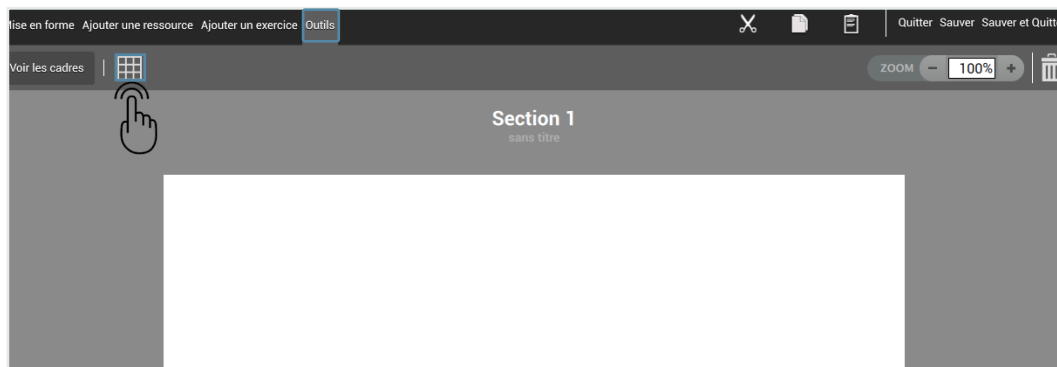 Mise en forme Ajouter une ressource Ajouter un exercice Outils Quitter Sauver Sauver et
Voir les cadres ZOOM - 100% +
Section 1
sans titre